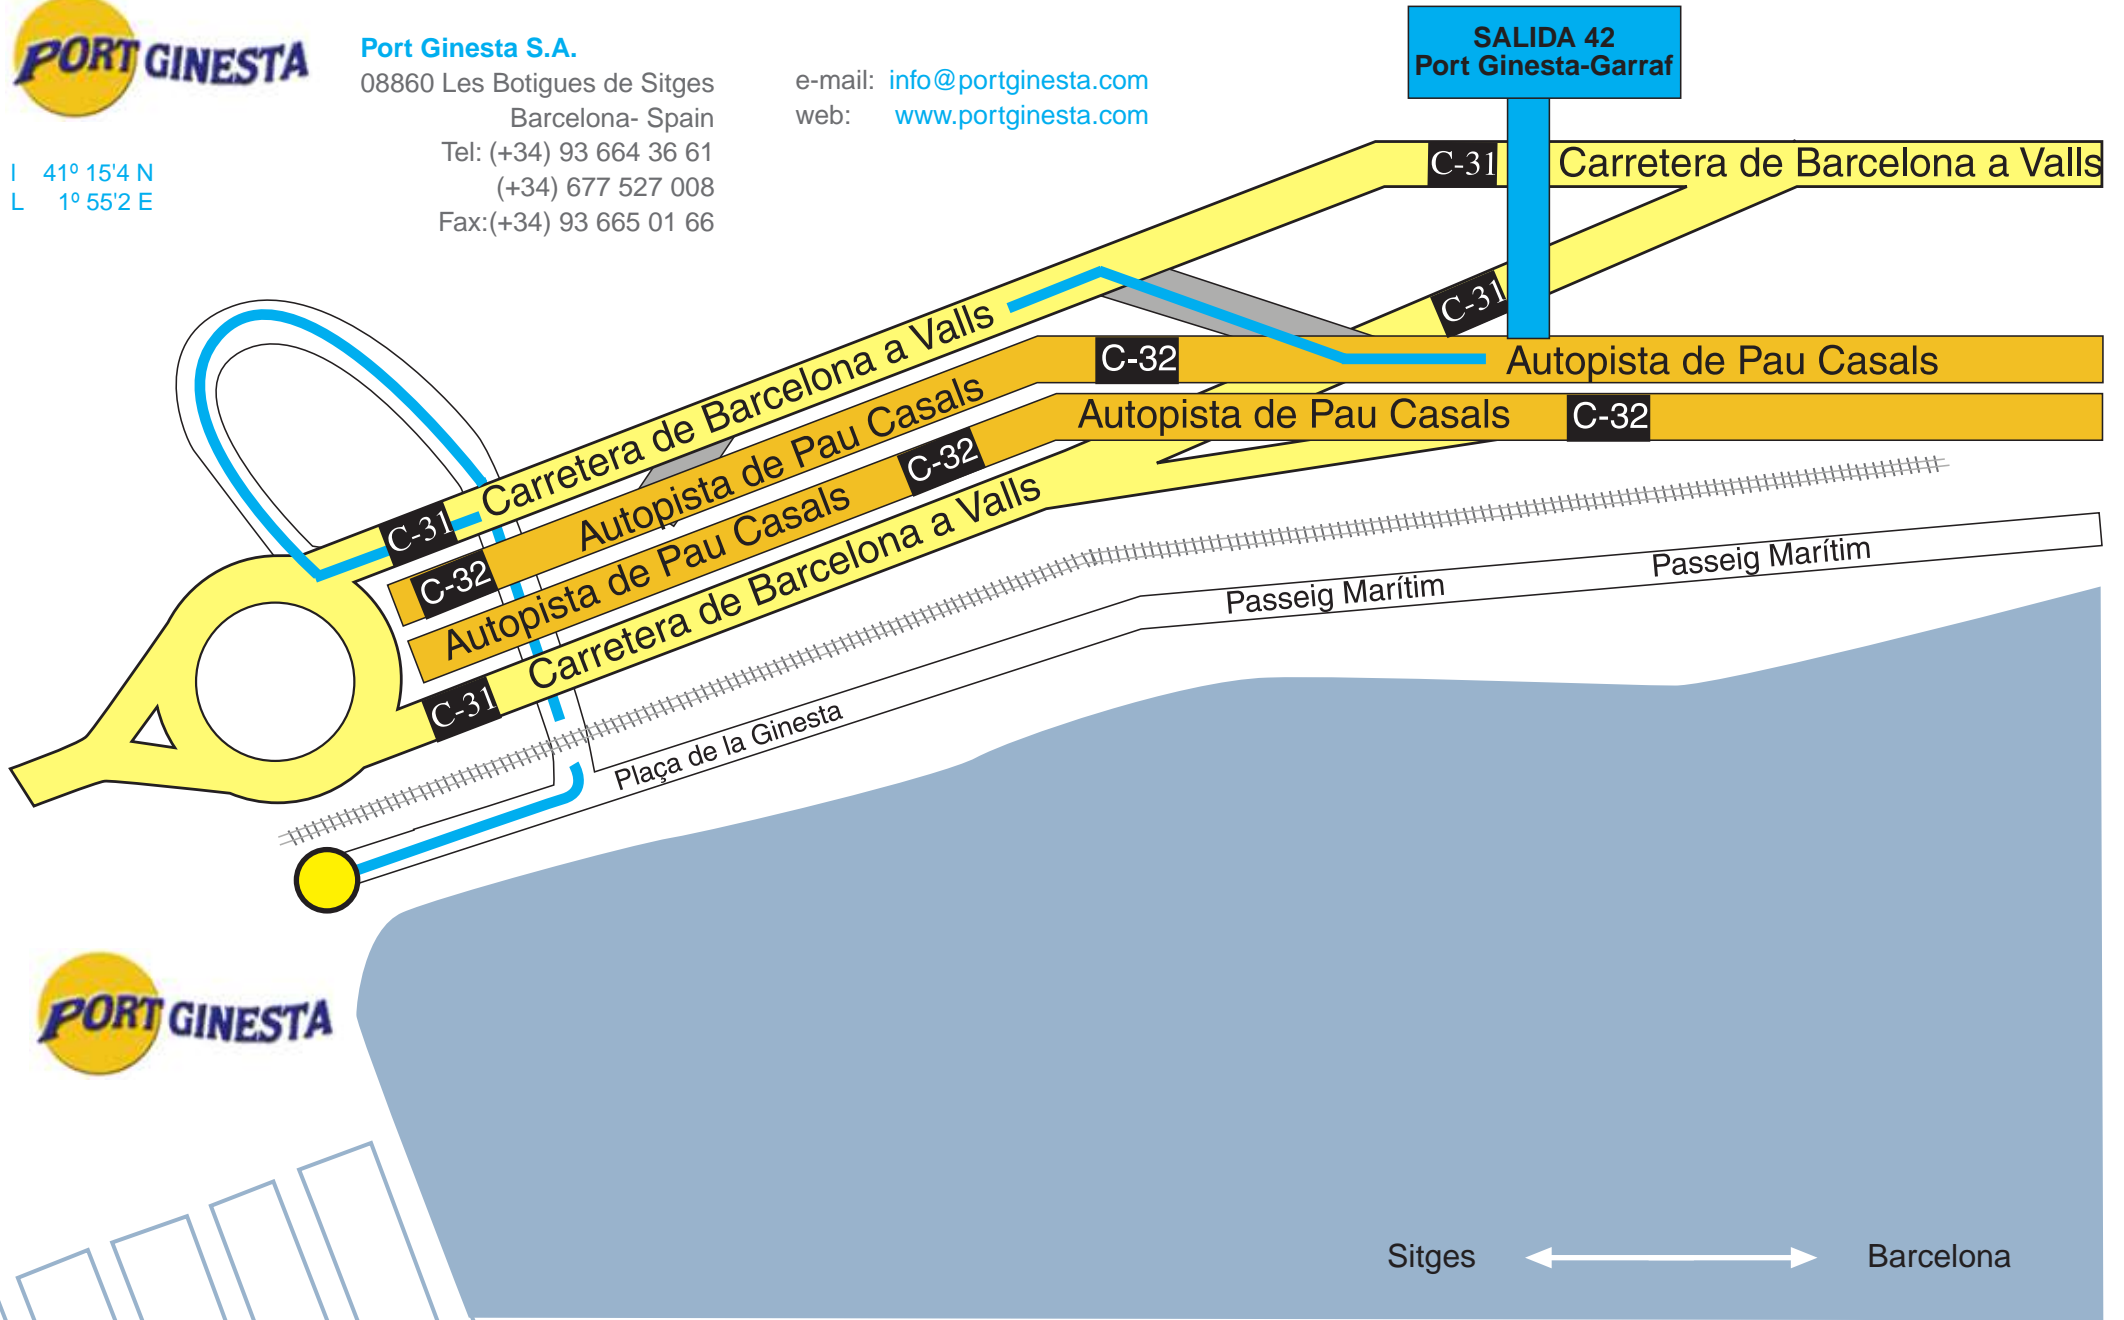 PORT GINESTA
Port Ginesta S.A.
08860 Les Botigues de Sitges
Barcelona- Spain
Tel: (+34) 93 664 36 61
(+34) 677 527 008
Fax:(+34) 93 665 01 66
e-mail: info@portginesta.com
web: www.portginesta.com
l 41º 15'4 N
L 1º 55'2 E
SALIDA 42
Port Ginesta-Garraf
C-31 Carretera de Barcelona a Valls
C-31
C-32 Autopista de Pau Casals
Autopista de Pau Casals C-32
C-31 Carretera de Barcelona a Valls
C-32 Autopista de Pau Casals
Autopista de Pau Casals C-32
C-31 Carretera de Barcelona a Valls
Passeig Marítim
Passeig Marítim
Plaça de la Ginesta
PORT GINESTA
Sitges
Barcelona